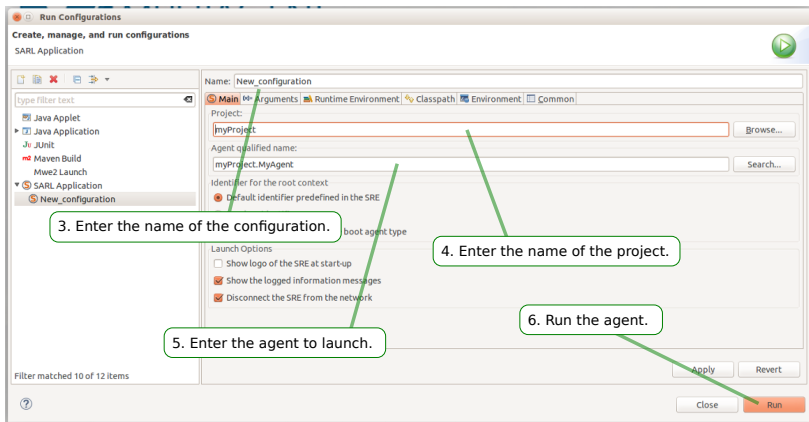 Run Configurations
Create, manage, and run configurations
SARL Application
Name: New_configuration
type filter text
Main Arguments Runtime Environment Classpath Environment Common
Project:
Java Applet
Java Application
myProject
Browse...
JUnit
Agent qualified name:
Maven Build
myProject.MyAgent
Search...
Mwe2 Launch
SARL Application
Identifier for the root context
New_configuration
Default identifier predefined in the SRE
3. Enter the name of the configuration.
boot agent type
4. Enter the name of the project.
Launch Options
Show logo of the SRE at start-up
Show the logged information messages
Disconnect the SRE from the network
6. Run the agent.
5. Enter the agent to launch.
Filter matched 10 of 12 items
Apply
Revert
Close
Run